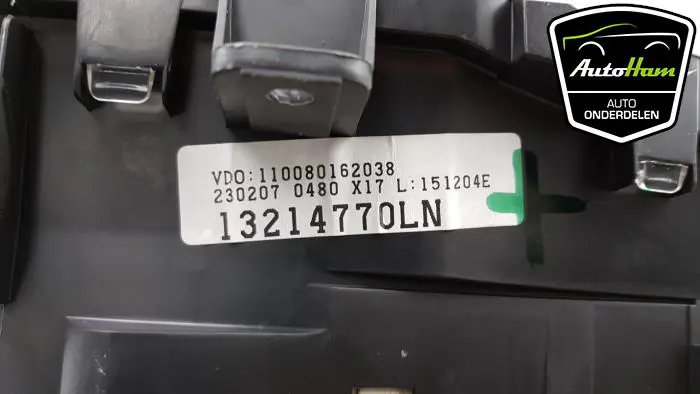 VDO:110080162038
230207 0480 X17 L:151204E
13214770LN
AutoHam
AUTO
ONDERDELEN